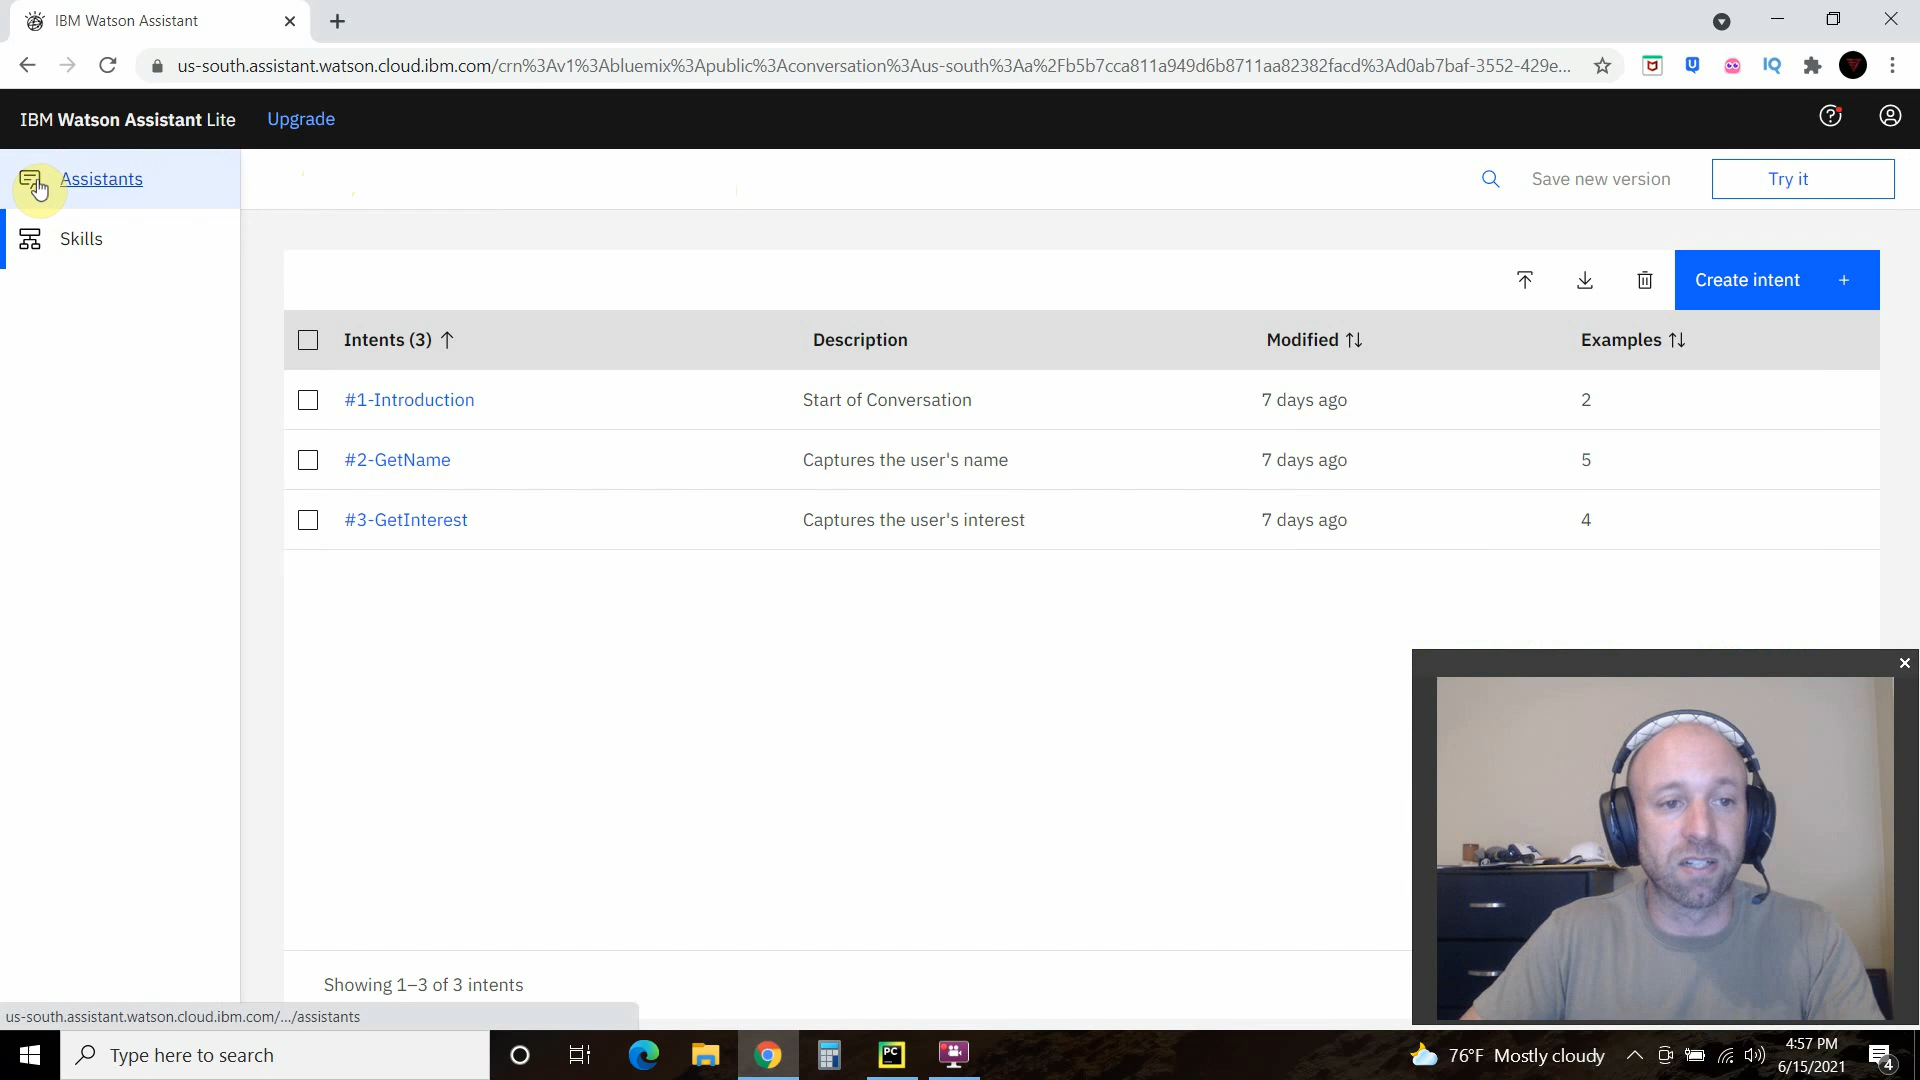 IBM Watson Assistant
us-south.assistant.watson.cloud.ibm.com/crn%3Av1%3Abluemix%3Apublic%3Aconversation%3Aus-south%3Aa%2Fb5b7cca811a949d6b8711aa82382facd%3Ad0ab7baf-3552-429e...
IBM Watson Assistant Lite
Upgrade
Assistants
Save new version
Try it
Skills
Create intent +
Intents (3)
Description
Modified
Examples
#1-Introduction
Start of Conversation
7 days ago
2
#2-GetName
Captures the user's name
7 days ago
5
#3-GetInterest
Captures the user's interest
7 days ago
4
Showing 1–3 of 3 intents
us-south.assistant.watson.cloud.ibm.com/.../assistants
Type here to search
PC
76°F Mostly cloudy
4:57 PM
6/15/2021
4
IQ